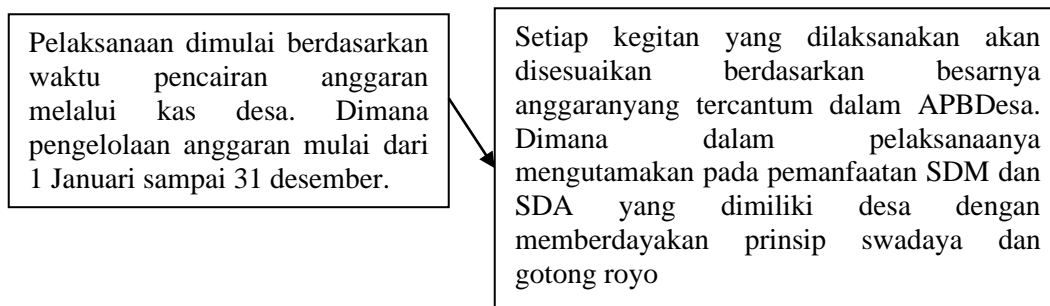 Pelaksanaan dimulai berdasarkan
waktu pencairan anggaran
melalui kas desa. Dimana
pengelolaan anggaran mulai dari
1 Januari sampai 31 desember.
Setiap kegitan yang dilaksanakan akan
disesuaikan berdasarkan besarnya
anggaranyang tercantum dalam APBDesa.
Dimana dalam pelaksanaanya
mengutamakan pada pemanfaatan SDM dan
SDA yang dimiliki desa dengan
memberdayakan prinsip swadaya dan
gotong royo